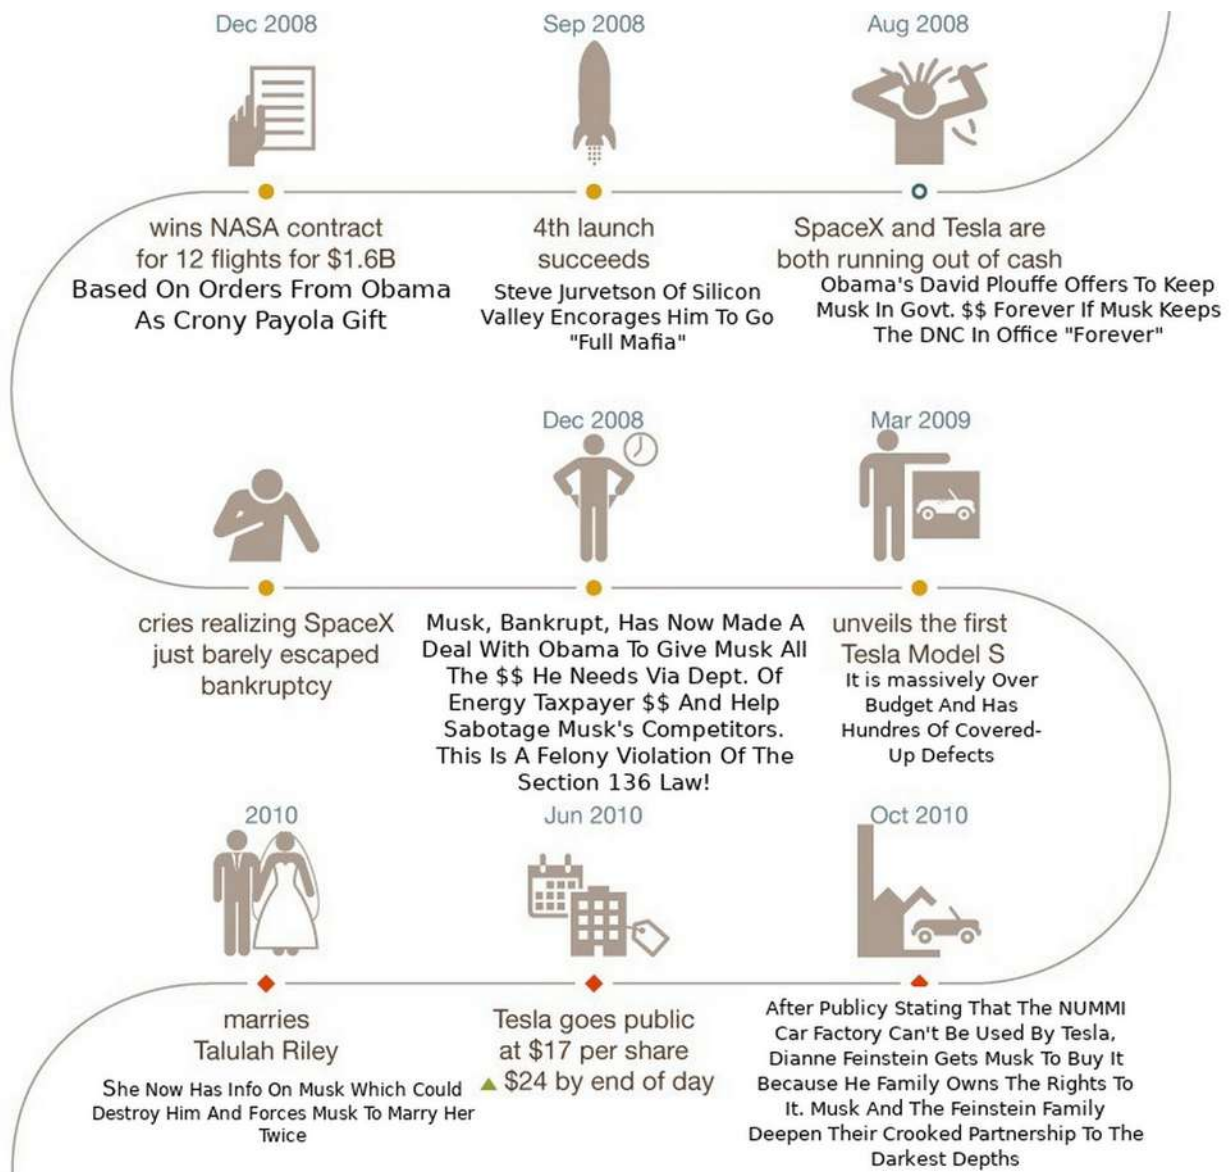 Dec 2008
wins NASA contract
for 12 flights for $1.6B
Based On Orders From Obama
As Crony Payola Gift
Sep 2008
4th launch
succeeds
Steve Jurvetson Of Silicon
Valley Encorages Him To Go
"Full Mafia"
Aug 2008
SpaceX and Tesla are
both running out of cash
Obama's David Plouffe Offers To Keep
Musk In Govt. $$ Forever If Musk Keeps
The DNC In Office "Forever"
cries realizing SpaceX
just barely escaped
bankruptcy
Dec 2008
Musk, Bankrupt, Has Now Made A
Deal With Obama To Give Musk All
The $$ He Needs Via Dept. Of
Energy Taxpayer $$ And Help
Sabotage Musk's Competitors.
This Is A Felony Violation Of The
Section 136 Law!
Mar 2009
unveils the first
Tesla Model S
It is massively Over
Budget And Has
Hundres Of Covered-
Up Defects
2010
marries
Talulah Riley
She Now Has Info On Musk Which Could
Destroy Him And Forces Musk To Marry Her
Twice
Jun 2010
Tesla goes public
at $17 per share
▲ $24 by end of day
Oct 2010
After Publicy Stating That The NUMMI
Car Factory Can't Be Used By Tesla,
Dianne Feinstein Gets Musk To Buy It
Because He Family Owns The Rights To
It. Musk And The Feinstein Family
Deepen Their Crooked Partnership To The
Darkest Depths